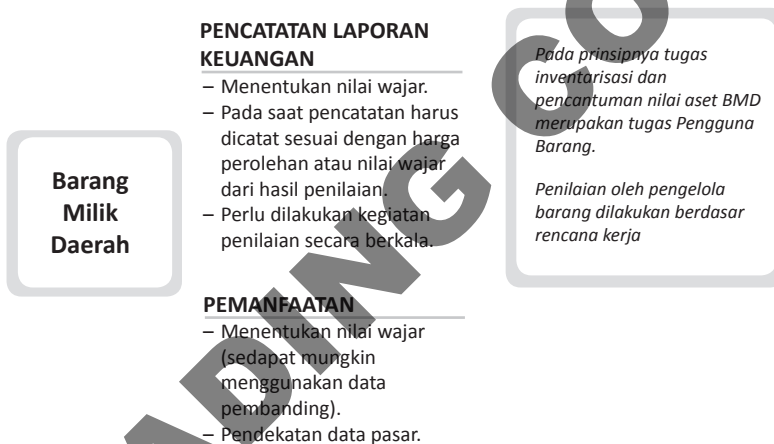 Barang
Milik
Daerah
PENCATATAN LAPORAN
KEUANGAN
– Menentukan nilai wajar.
– Pada saat pencatatan harus
dicatat sesuai dengan harga
perolehan atau nilai wajar
dari hasil penilaian.
– Perlu dilakukan kegiatan
penilaian secara berkala.
PEMANFAATAN
– Menentukan nilai wajar
(sedapat mungkin
menggunakan data
pembanding).
– Pendekatan data pasar.
Pada prinsipnya tugas
inventarisasi dan
pencantuman nilai aset BMD
merupakan tugas Pengguna
Barang.
Penilaian oleh pengelola
barang dilakukan berdasar
rencana kerja
ADING CO